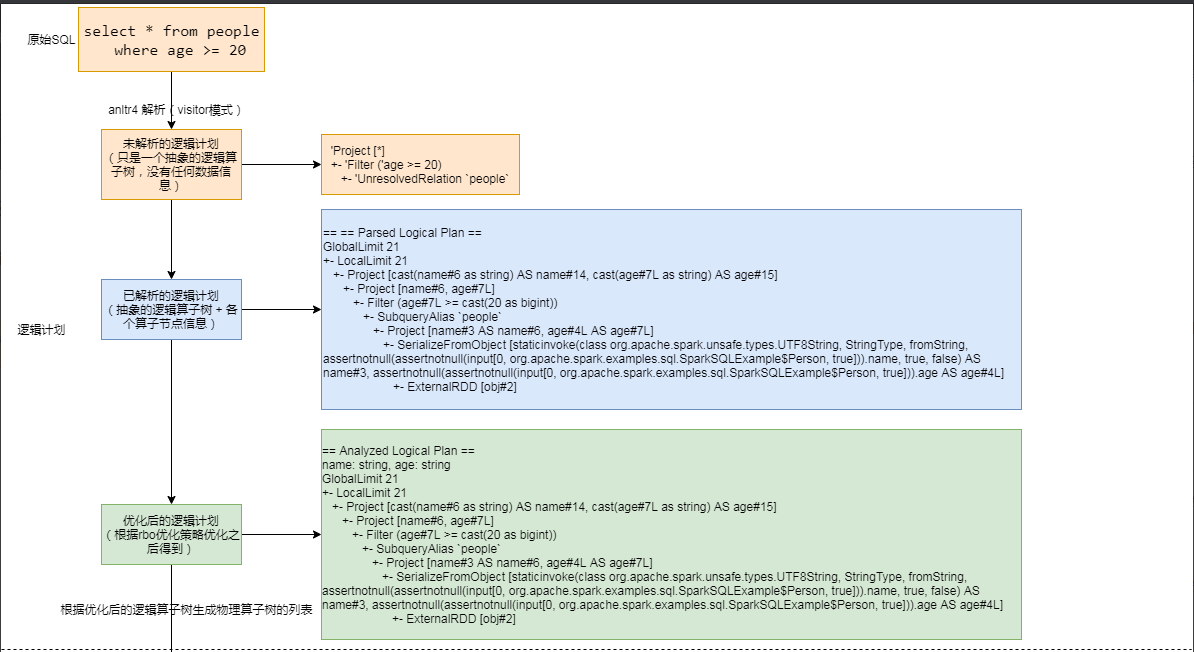 原始SQL
select * from people
where age >= 20
anltr4 解析（visitor模式）
未解析的逻辑计划
（只是一个抽象的逻辑算
子树，没有任何数据信
息）
'Project [*]
+- 'Filter ('age >= 20)
+- 'UnresolvedRelation `people`
逻辑计划
已解析的逻辑计划
（抽象的逻辑算子树 + 各
个算子节点信息）
== == Parsed Logical Plan ==
GlobalLimit 21
+- LocalLimit 21
+- Project [cast(name#6 as string) AS name#14, cast(age#7L as string) AS age#15]
+- Project [name#6, age#7L]
+- Filter (age#7L >= cast(20 as bigint))
+- SubqueryAlias `people`
+- Project [name#3 AS name#6, age#4L AS age#7L]
+- SerializeFromObject [staticinvoke(class org.apache.spark.unsafe.types.UTF8String, StringType, fromString,
assertnotnull(assertnotnull(input[0, org.apache.spark.examples.sql.SparkSQLExample$Person, true])).name, true, false) AS
name#3, assertnotnull(assertnotnull(input[0, org.apache.spark.examples.sql.SparkSQLExample$Person, true])).age AS age#4L]
+- ExternalRDD [obj#2]
优化后的逻辑计划
（根据rbo优化策略优化之
后得到）
== Analyzed Logical Plan ==
name: string, age: string
GlobalLimit 21
+- LocalLimit 21
+- Project [cast(name#6 as string) AS name#14, cast(age#7L as string) AS age#15]
+- Project [name#6, age#7L]
+- Filter (age#7L >= cast(20 as bigint))
+- SubqueryAlias `people`
+- Project [name#3 AS name#6, age#4L AS age#7L]
+- SerializeFromObject [staticinvoke(class org.apache.spark.unsafe.types.UTF8String, StringType, fromString,
assertnotnull(assertnotnull(input[0, org.apache.spark.examples.sql.SparkSQLExample$Person, true])).name, true, false) AS
name#3, assertnotnull(assertnotnull(input[0, org.apache.spark.examples.sql.SparkSQLExample$Person, true])).age AS age#4L]
+- ExternalRDD [obj#2]
根据优化后的逻辑算子树生成物理算子树的列表